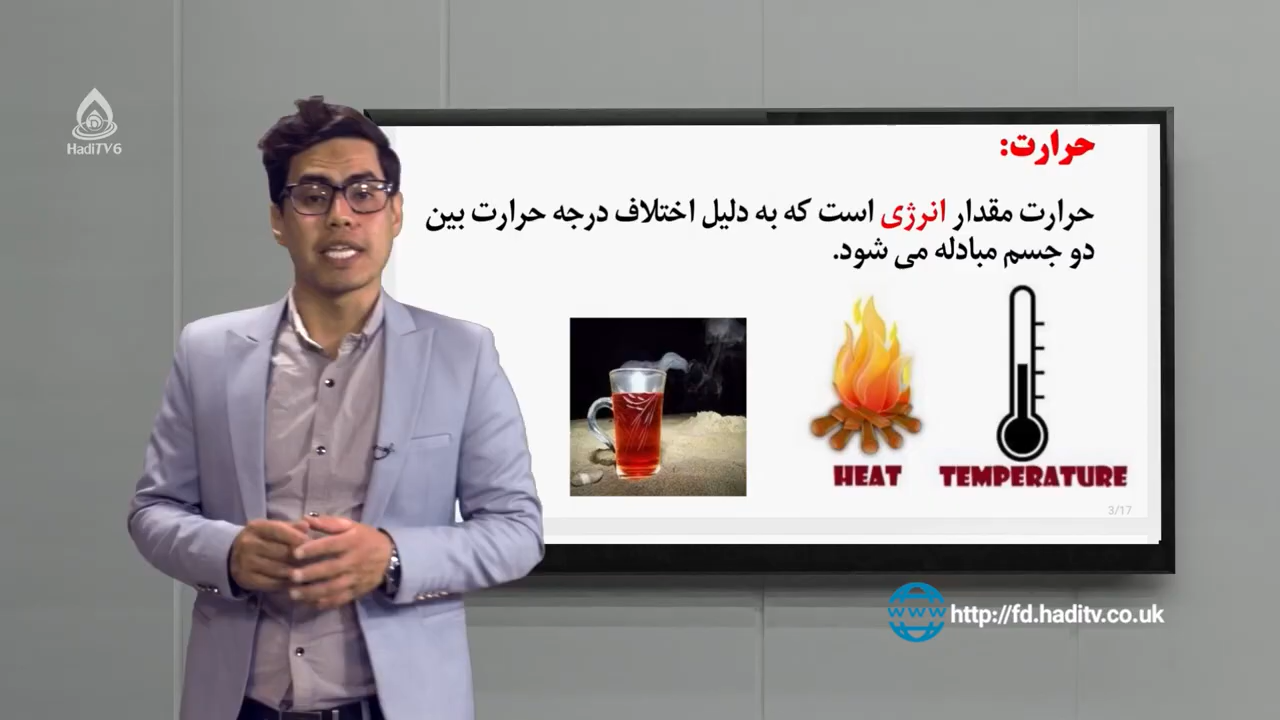 HadiTV6
حرارت:
حرارت مقدار انرژی است که به دلیل اختلاف درجه حرارت بین
دو جسم مبادله می شود.
HEAT
TEMPERATURE
3/17
WWW
http://fd.haditv.co.uk